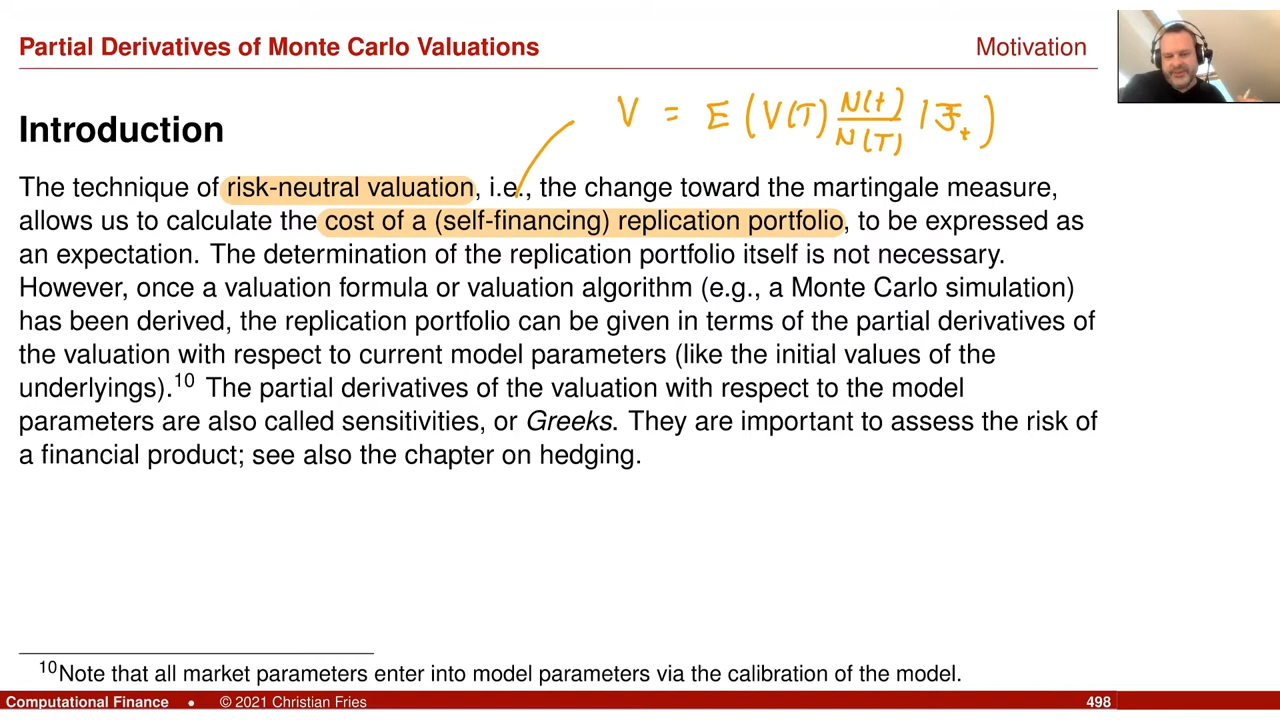 Partial Derivatives of Monte Carlo Valuations Motivation
V = E ( V(T) N(t) / N(T) | F_t )
Introduction
The technique of risk-neutral valuation, i.e., the change toward the martingale measure,
allows us to calculate the cost of a (self-financing) replication portfolio, to be expressed as
an expectation. The determination of the replication portfolio itself is not necessary.
However, once a valuation formula or valuation algorithm (e.g., a Monte Carlo simulation)
has been derived, the replication portfolio can be given in terms of the partial derivatives of
the valuation with respect to current model parameters (like the initial values of the
underlyings).¹⁰ The partial derivatives of the valuation with respect to the model
parameters are also called sensitivities, or Greeks. They are important to assess the risk of
a financial product; see also the chapter on hedging.
¹⁰Note that all market parameters enter into model parameters via the calibration of the model.
Computational Finance • © 2021 Christian Fries 498